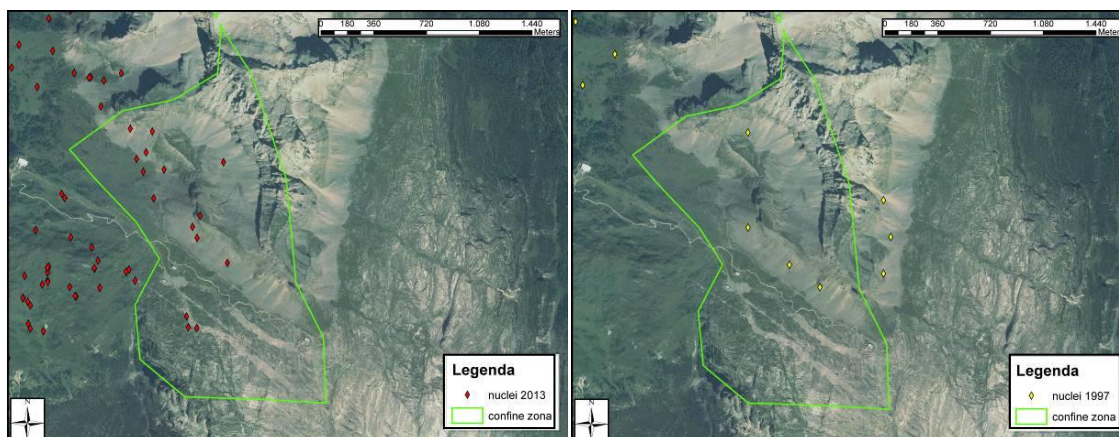 0 180 360 720 1.080 1.440
Meters
Legenda
nuclei 2013
confine zona
N
0 180 360 720 1.080 1.440
Meters
Legenda
nuclei 1997
confine zona
N